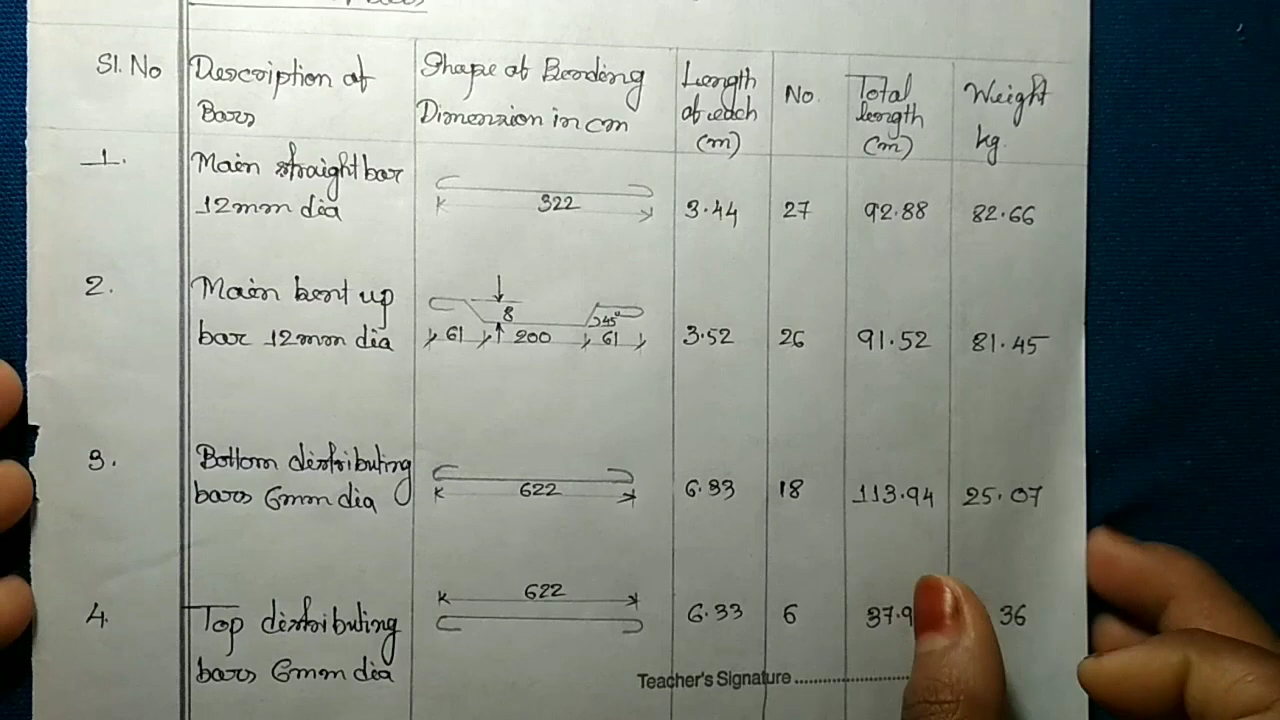 Sl. No Description of Bars Shape of Bending Dimension in cm Length of each (m) No. Total length (m) Weight kg.
1. Main straight bar 12mm dia 322 3.44 27 92.88 82.66
2. Main bent up bar 12mm dia 61 8 200 45° 61 3.52 26 91.52 81.45
3. Bottom distributing bars 6mm dia 622 6.33 18 113.94 25.07
4. Top distributing bars 6mm dia 622 6.33 6 37.9 36
Teacher's Signature